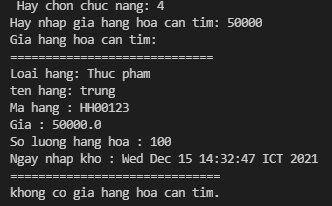 Hay chon chuc nang: 4
Hay nhap gia hang hoa can tim: 50000
Gia hang hoa can tim:
=============================
Loai hang: Thuc pham
ten hang: trung
Ma hang : HH00123
Gia : 50000.0
So luong hang hoa : 100
Ngay nhap kho : Wed Dec 15 14:32:47 ICT 2021
==============================
khong co gia hang hoa can tim.